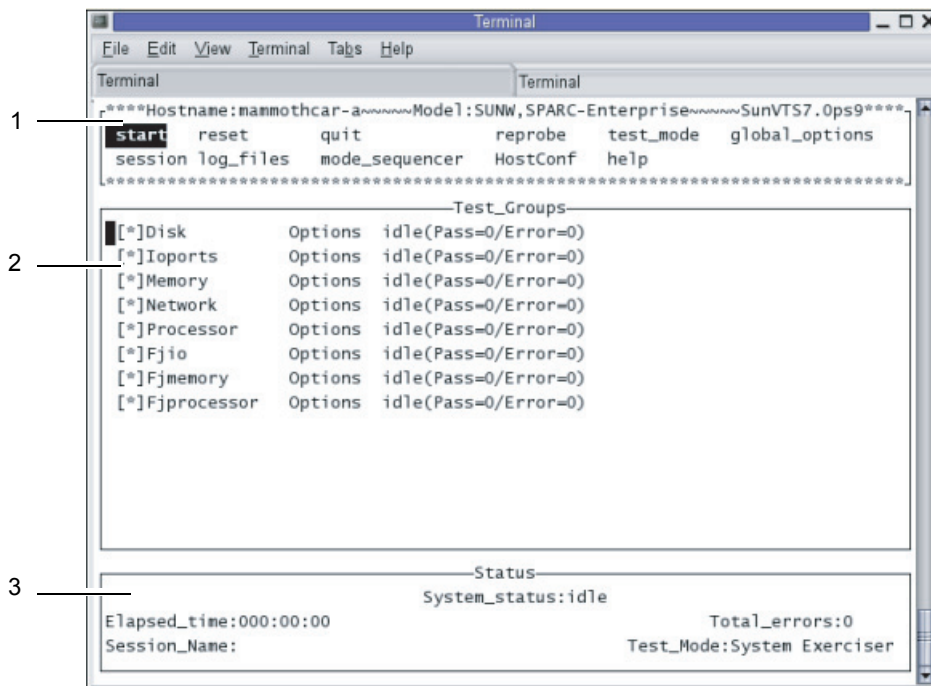 Terminal
File Edit View Terminal Tabs Help
Terminal Terminal
****Hostname:mammothcar-a~~~~~Model:SUNW,SPARC-Enterprise~~~~~SunVTS7.0ps9****
1
start reset quit reprobe test_mode global_options
session log_files mode_sequencer HostConf help
******************************************************************************
Test_Groups
[*]Disk Options idle(Pass=0/Error=0)
2
[*]Ioports Options idle(Pass=0/Error=0)
[*]Memory Options idle(Pass=0/Error=0)
[*]Network Options idle(Pass=0/Error=0)
[*]Processor Options idle(Pass=0/Error=0)
[*]Fjio Options idle(Pass=0/Error=0)
[*]Fjmemory Options idle(Pass=0/Error=0)
[*]Fjprocessor Options idle(Pass=0/Error=0)
Status
3
System_status:idle
Elapsed_time:000:00:00 Total_errors:0
Session_Name: Test_Mode:System Exerciser